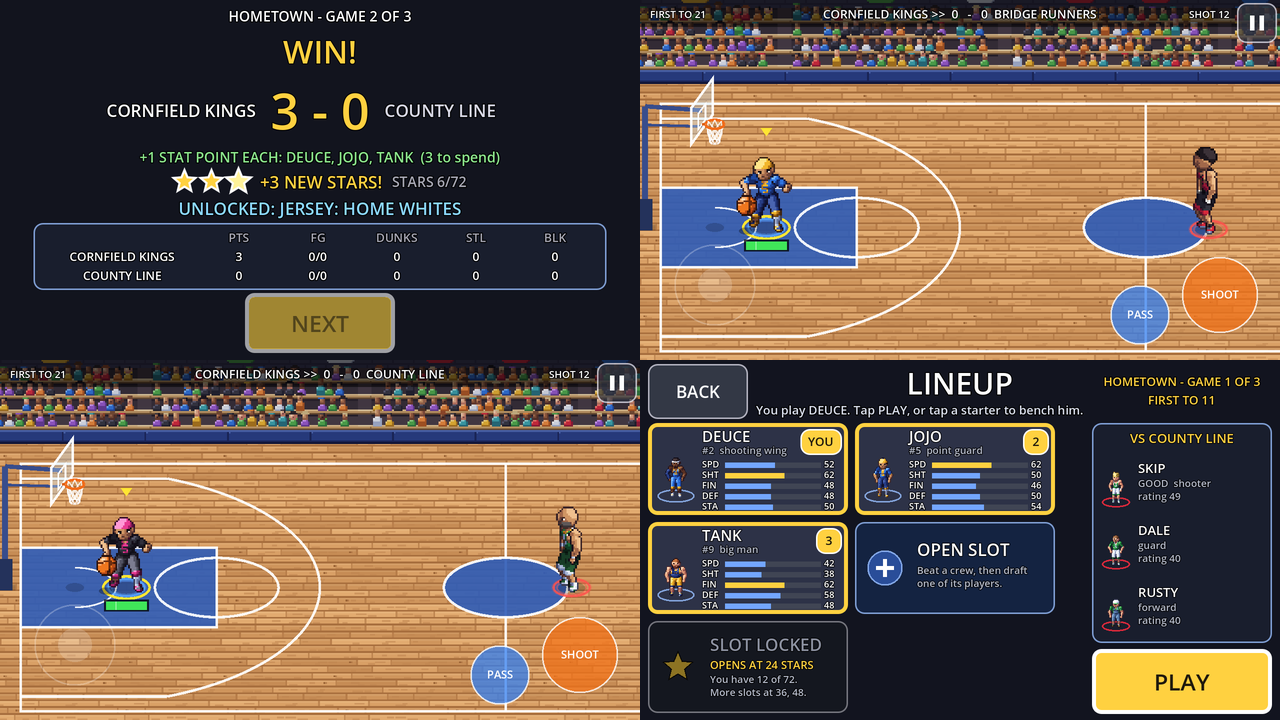 HOMETOWN - GAME 2 OF 3
WIN!
CORNFIELD KINGS 3 - 0 COUNTY LINE
+1 STAT POINT EACH: DEUCE, JOJO, TANK (3 to spend)
+3 NEW STARS! STARS 6/72
UNLOCKED: JERSEY: HOME WHITES
PTS FG DUNKS STL BLK
CORNFIELD KINGS 3 0/0 0 0 0
COUNTY LINE 0 0/0 0 0 0
NEXT
FIRST TO 21 CORNFIELD KINGS >> 0 - 0 BRIDGE RUNNERS SHOT 12
SHOOT
PASS
FIRST TO 21 CORNFIELD KINGS >> 0 - 0 COUNTY LINE SHOT 12
SHOOT
PASS
BACK
LINEUP
You play DEUCE. Tap PLAY, or tap a starter to bench him.
HOMETOWN - GAME 1 OF 3
FIRST TO 11
DEUCE
#2 shooting wing
YOU
SPD 52
SHT 62
FIN 48
DEF 48
STA 50
JOJO
#5 point guard
2
SPD 62
SHT 50
FIN 46
DEF 50
STA 54
TANK
#9 big man
3
SPD 42
SHT 38
FIN 62
DEF 58
STA 48
OPEN SLOT
Beat a crew, then draft
one of its players.
SLOT LOCKED
OPENS AT 24 STARS
You have 12 of 72.
More slots at 36, 48.
VS COUNTY LINE
SKIP
GOOD shooter
rating 49
DALE
guard
rating 40
RUSTY
forward
rating 40
PLAY